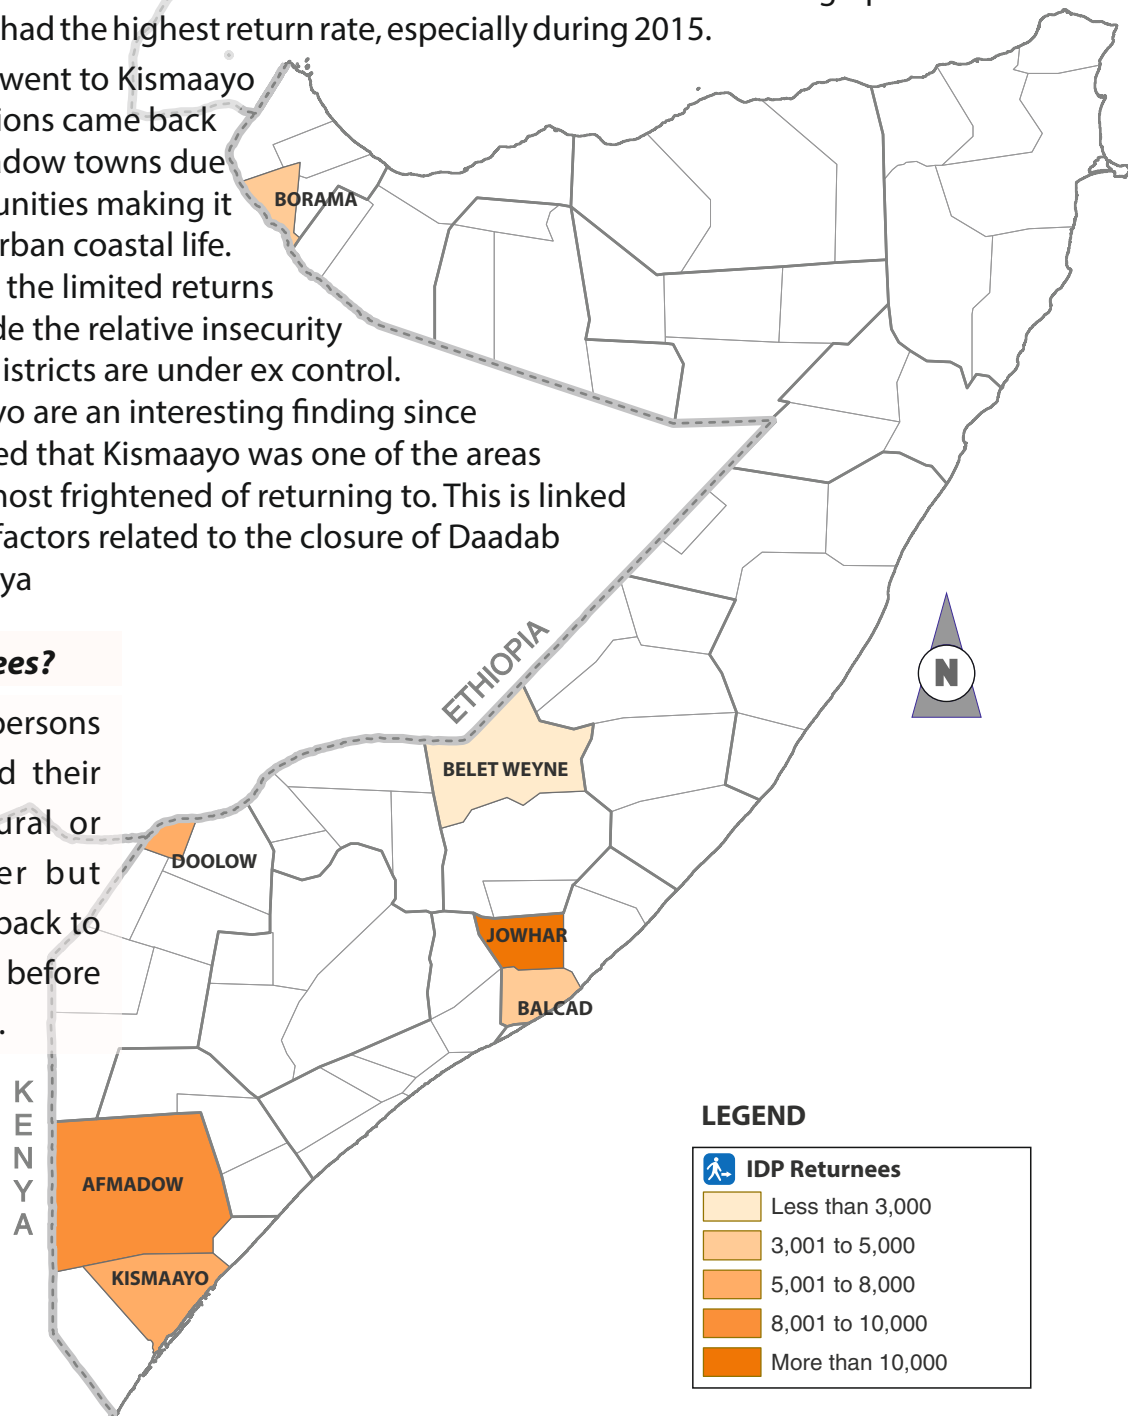 had the highest return rate, especially during 2015.
went to Kismaayo
ions came back
dow towns due
unities making it
rban coastal life.
the limited returns
de the relative insecurity
istricts are under ex control.
yo are an interesting finding since
ed that Kismaayo was one of the areas
nost frightened of returning to. This is linked
factors related to the closure of Daadab
ya
ees?
persons
d their
ural or
er but
back to
before
.
BORAMA
ETHIOPIA
N
BELET WEYNE
DOOLOW
JOWHAR
BALCAD
KENYA
AFMADOW
KISMAAYO
LEGEND
IDP Returnees
Less than 3,000
3,001 to 5,000
5,001 to 8,000
8,001 to 10,000
More than 10,000